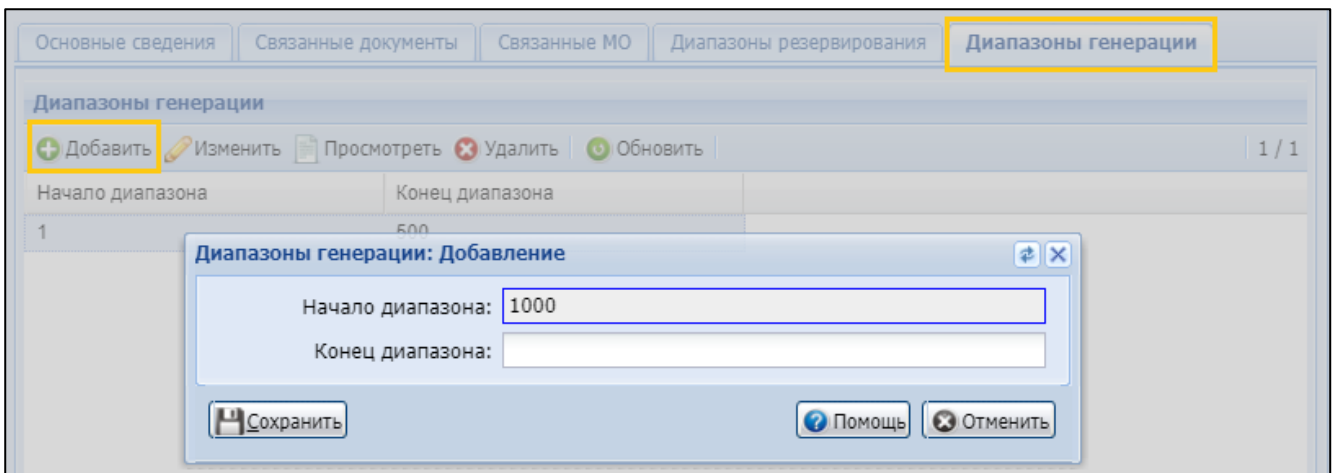 Основные сведения Связанные документы Связанные МО Диапазоны резервирования Диапазоны генерации
Диапазоны генерации
Добавить Изменить Просмотреть Удалить Обновить 1 / 1
Начало диапазона Конец диапазона
1 500
Диапазоны генерации: Добавление
Начало диапазона: 1000
Конец диапазона:
Сохранить Помощь Отменить